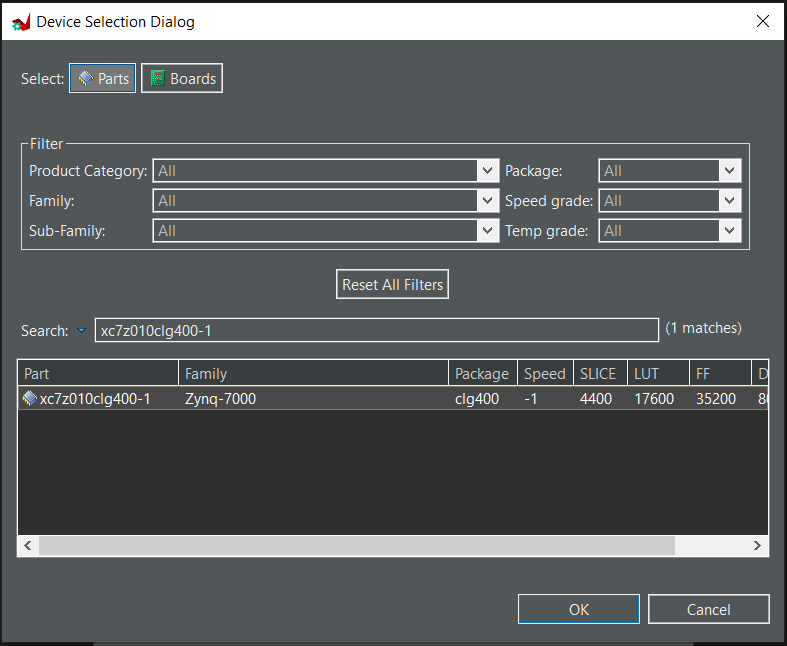 Device Selection Dialog
Select: Parts Boards
Filter
Product Category: All Package: All
Family: All Speed grade: All
Sub-Family: All Temp grade: All
Reset All Filters
Search: xc7z010clg400-1 (1 matches)
Part Family Package Speed SLICE LUT FF
xc7z010clg400-1 Zynq-7000 clg400 -1 4400 17600 35200
OK Cancel